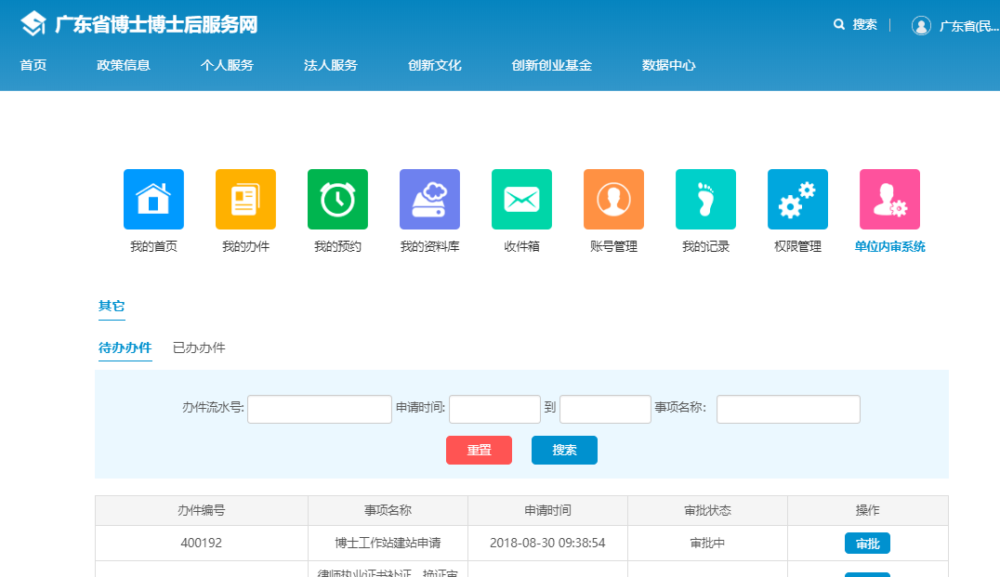 广东省博士博士后服务网
搜索
广东省(民...
首页 政策信息 个人服务 法人服务 创新文化 创新创业基金 数据中心
我的首页 我的办件 我的预约 我的资料库 收件箱 账号管理 我的记录 权限管理 单位内审系统
其它
待办办件 已办办件
办件流水号: 申请时间: 到 事项名称:
重置 搜索
办件编号 事项名称 申请时间 审批状态 操作
400192 博士工作站建站申请 2018-08-30 09:38:54 审批中 审批
律师执业证书补证、换证审